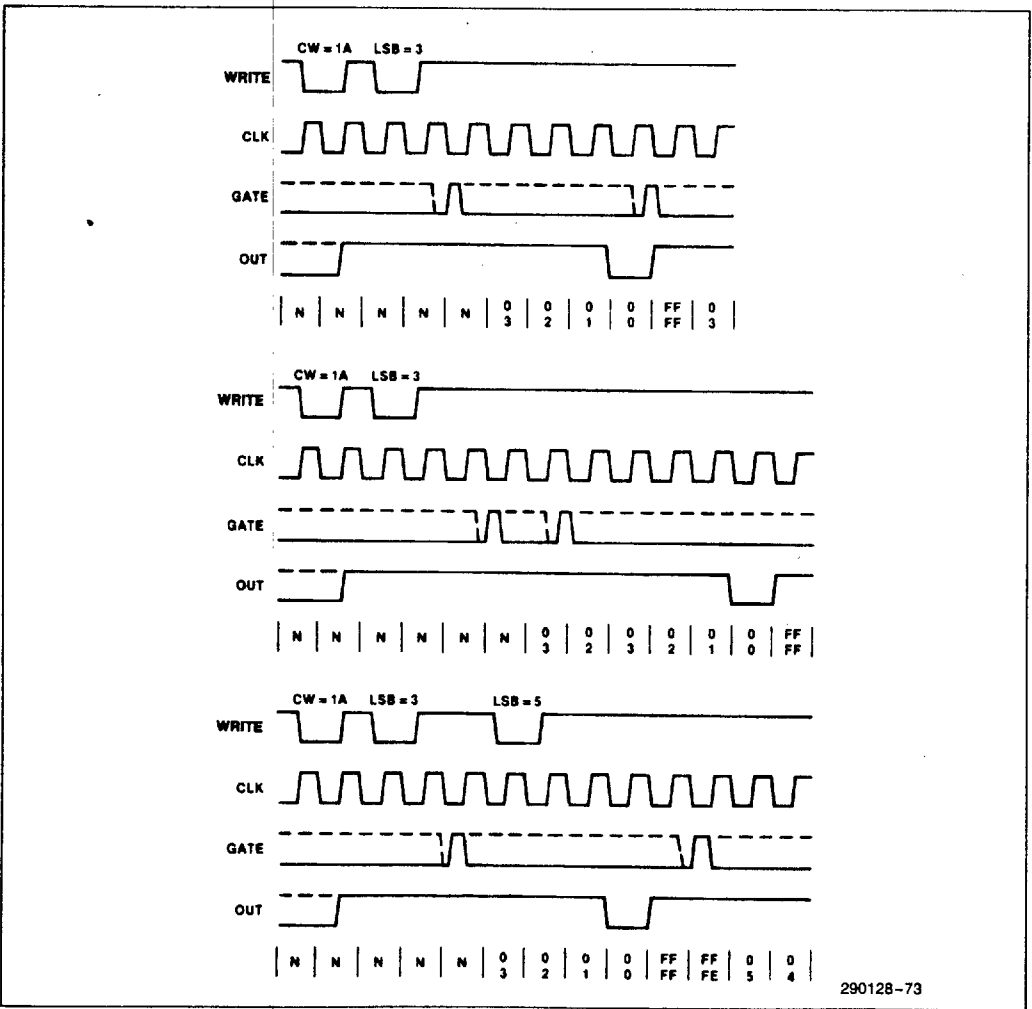 CW = 1A LSB = 3
WRITE
CLK
GATE
OUT
N N N N N 0 0 0 0 FF 0
3 2 1 0 FF 3
CW = 1A LSB = 3
WRITE
CLK
GATE
OUT
N N N N N N 0 0 0 0 0 0 FF
3 2 3 2 1 0 FF
CW = 1A LSB = 3 LSB = 5
WRITE
CLK
GATE
OUT
N N N N N 0 0 0 0 FF FF 0 0
3 2 1 0 FF FE 5 4
290128-73